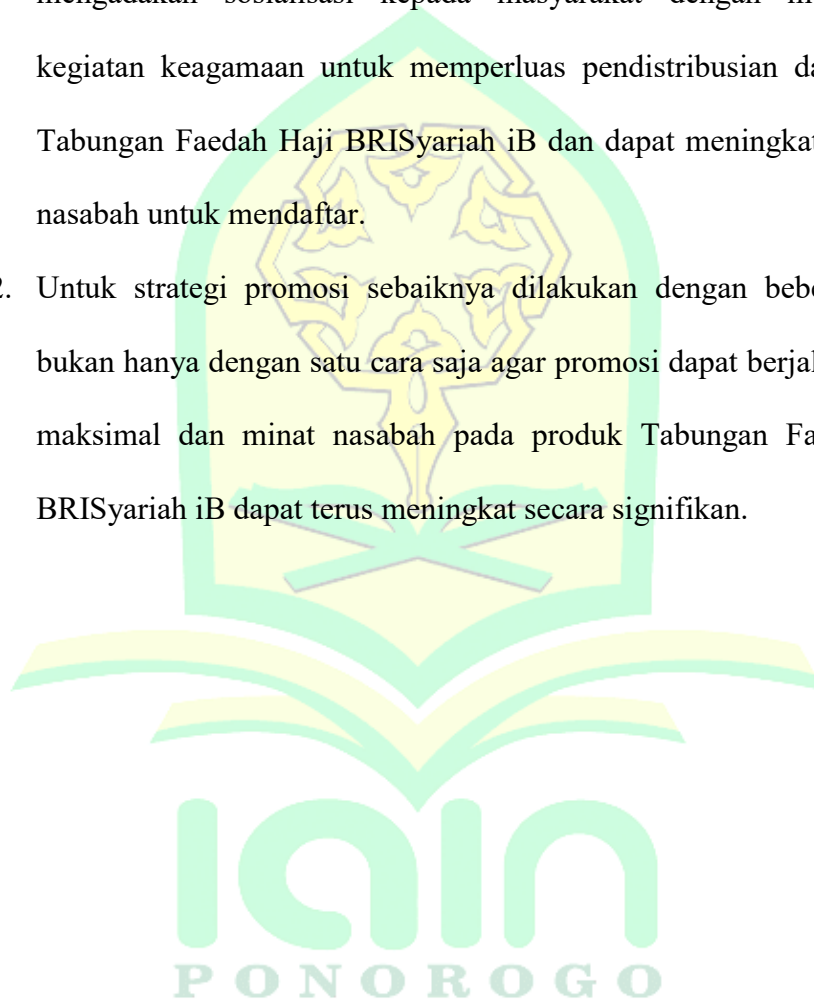 mengadakan sosialisasi kepada masyarakat dengan
kegiatan keagamaan untuk memperluas pendistribusian
Tabungan Faedah Haji BRISyariah iB dan dapat
nasabah untuk mendaftar.
2. Untuk strategi promosi sebaiknya dilakukan dengan
bukan hanya dengan satu cara saja agar promosi dapat
maksimal dan minat nasabah pada produk Tabungan
BRISyariah iB dapat terus meningkat secara signifikan.
iain
PONOROGO